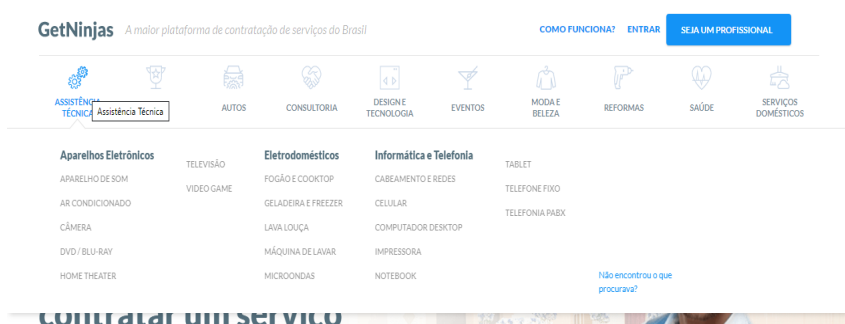 GetNinjas A maior plataforma de contratação de serviços do Brasil COMO FUNCIONA? ENTRAR SEJA UM PROFISSIONAL
ASSISTÊNCIA TÉCNICA
Assistência Técnica
AUTOS
CONSULTORIA
DESIGN E
TECNOLOGIA
EVENTOS
MODA E
BELEZA
REFORMAS
SAÚDE
SERVIÇOS
DOMÉSTICOS
Aparelhos Eletrônicos
APARELHO DE SOM
AR CONDICIONADO
CÂMERA
DVD / BLU-RAY
HOME THEATER
TELEVISÃO
VIDEO GAME
Eletrodomésticos
FOGÃO E COOKTOP
GELADEIRA E FREEZER
LAVA LOUÇA
MÁQUINA DE LAVAR
MICROONDAS
Informática e Telefonia
CABEAMENTO E REDES
CELULAR
COMPUTADOR DESKTOP
IMPRESSORA
NOTEBOOK
TABLET
TELEFONE FIXO
TELEFONIA PABX
Não encontrou o que
procurava?
contratar um serviço